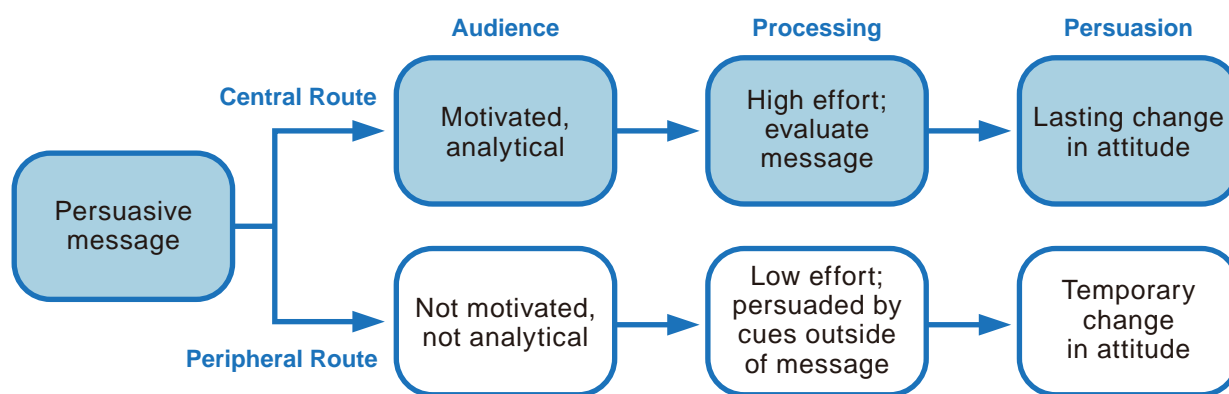 Audience
Processing
Persuasion
Central Route
Motivated,
analytical
High effort;
evaluate
message
Lasting change
in attitude
Persuasive
message
Peripheral Route
Not motivated,
not analytical
Low effort;
persuaded by
cues outside
of message
Temporary
change
in attitude